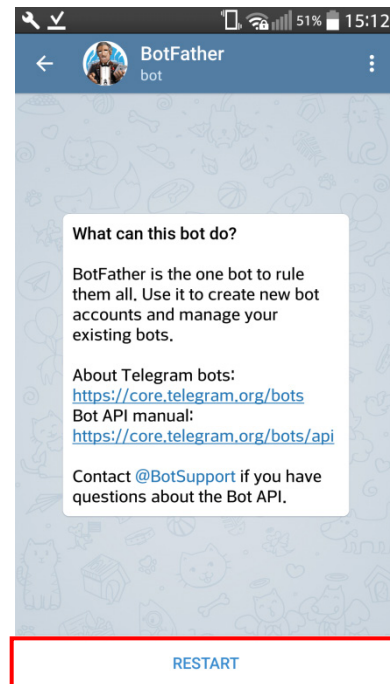 51% 15:12
BotFather
bot
What can this bot do?
BotFather is the one bot to rule
them all. Use it to create new bot
accounts and manage your
existing bots.
About Telegram bots:
https://core.telegram.org/bots
Bot API manual:
https://core.telegram.org/bots/api
Contact @BotSupport if you have
questions about the Bot API.
RESTART